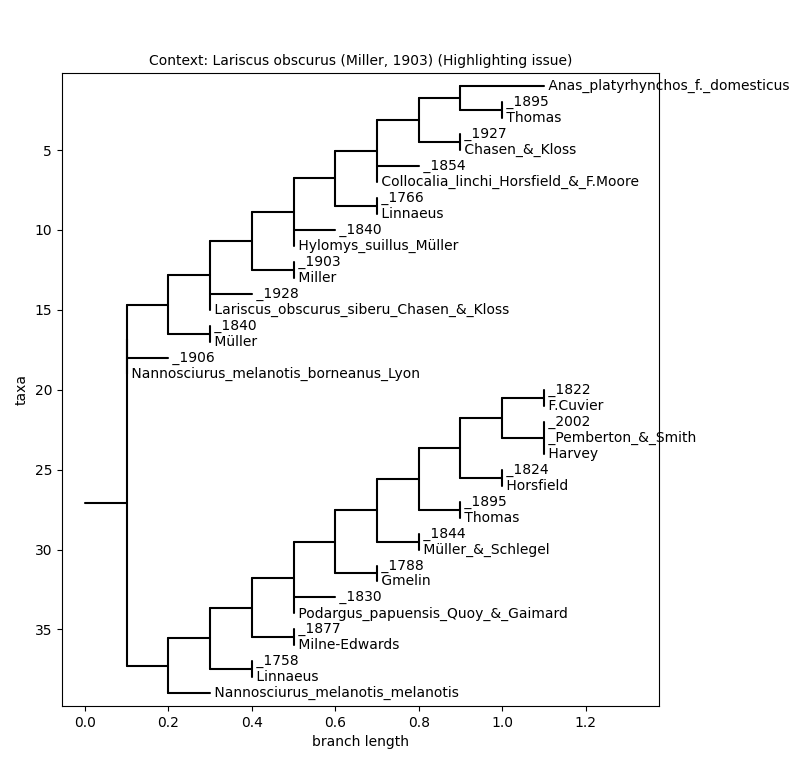 Context: Lariscus obscurus (Miller, 1903) (Highlighting issue)
Anas_platyrhynchos_f._domesticus
_1895
Thomas
_1927
Chasen_&_Kloss
_1854
Collocalia_linchi_Horsfield_&_F.Moore
_1766
Linnaeus
_1840
Hylomys_suillus_Müller
_1903
Miller
_1928
Lariscus_obscurus_siberu_Chasen_&_Kloss
_1840
Müller
_1906
Nannosciurus_melanotis_borneanus_Lyon
_1822
F.Cuvier
_2002
_Pemberton_&_Smith
Harvey
_1824
Horsfield
_1895
Thomas
_1844
Müller_&_Schlegel
_1788
Gmelin
_1830
Podargus_papuensis_Quoy_&_Gaimard
_1877
Milne-Edwards
_1758
Linnaeus
Nannosciurus_melanotis_melanotis
5
10
15
20
25
30
35
taxa
0.0 0.2 0.4 0.6 0.8 1.0 1.2
branch length